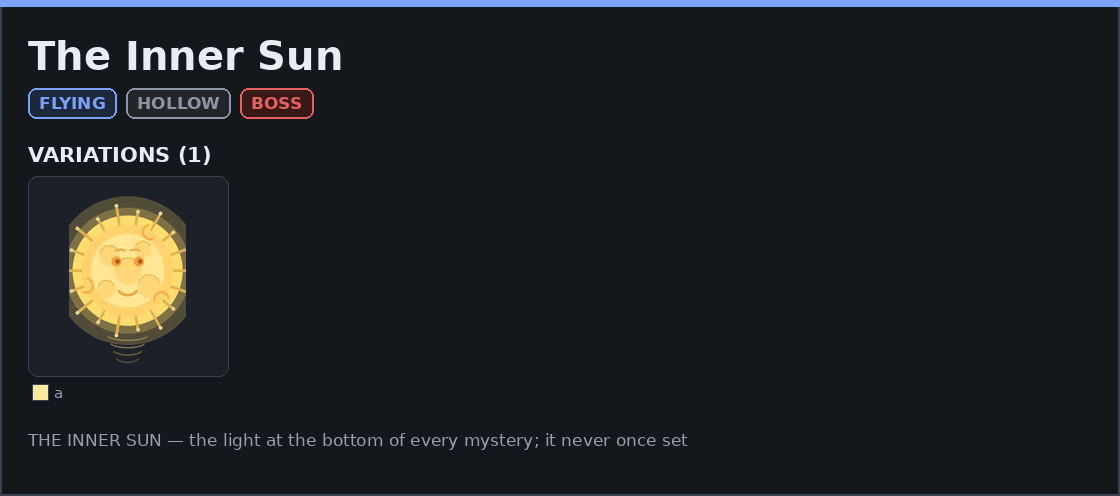 The Inner Sun
FLYING HOLLOW BOSS
VARIATIONS (1)
a
THE INNER SUN — the light at the bottom of every mystery; it never once set